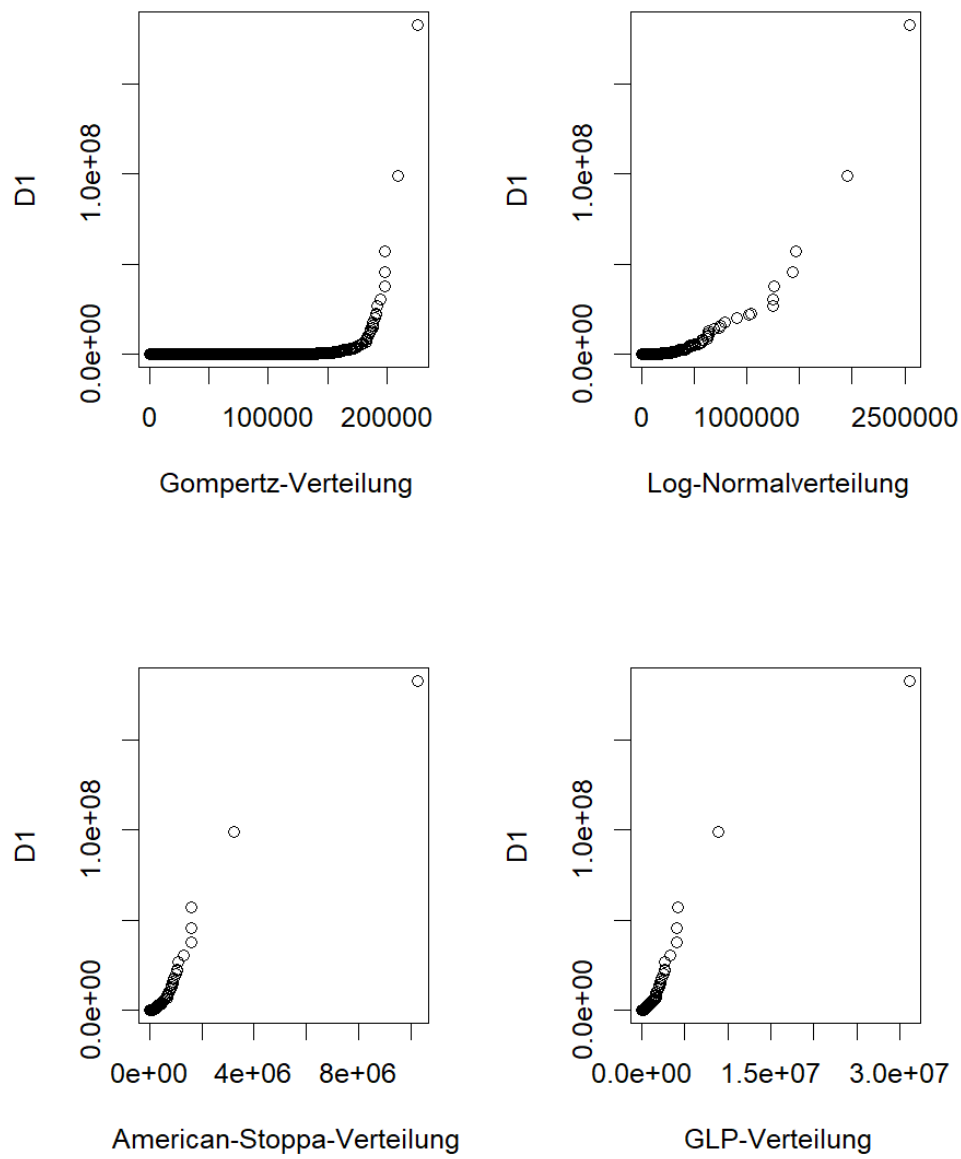 D1
0.0e+00 1.0e+08
0 100000 200000
Gompertz-Verteilung
D1
0.0e+00 1.0e+08
0 1000000 2500000
Log-Normalverteilung
D1
0.0e+00 1.0e+08
0e+00 4e+06 8e+06
American-Stoppa-Verteilung
D1
0.0e+00 1.0e+08
0.0e+00 1.5e+07 3.0e+07
GLP-Verteilung